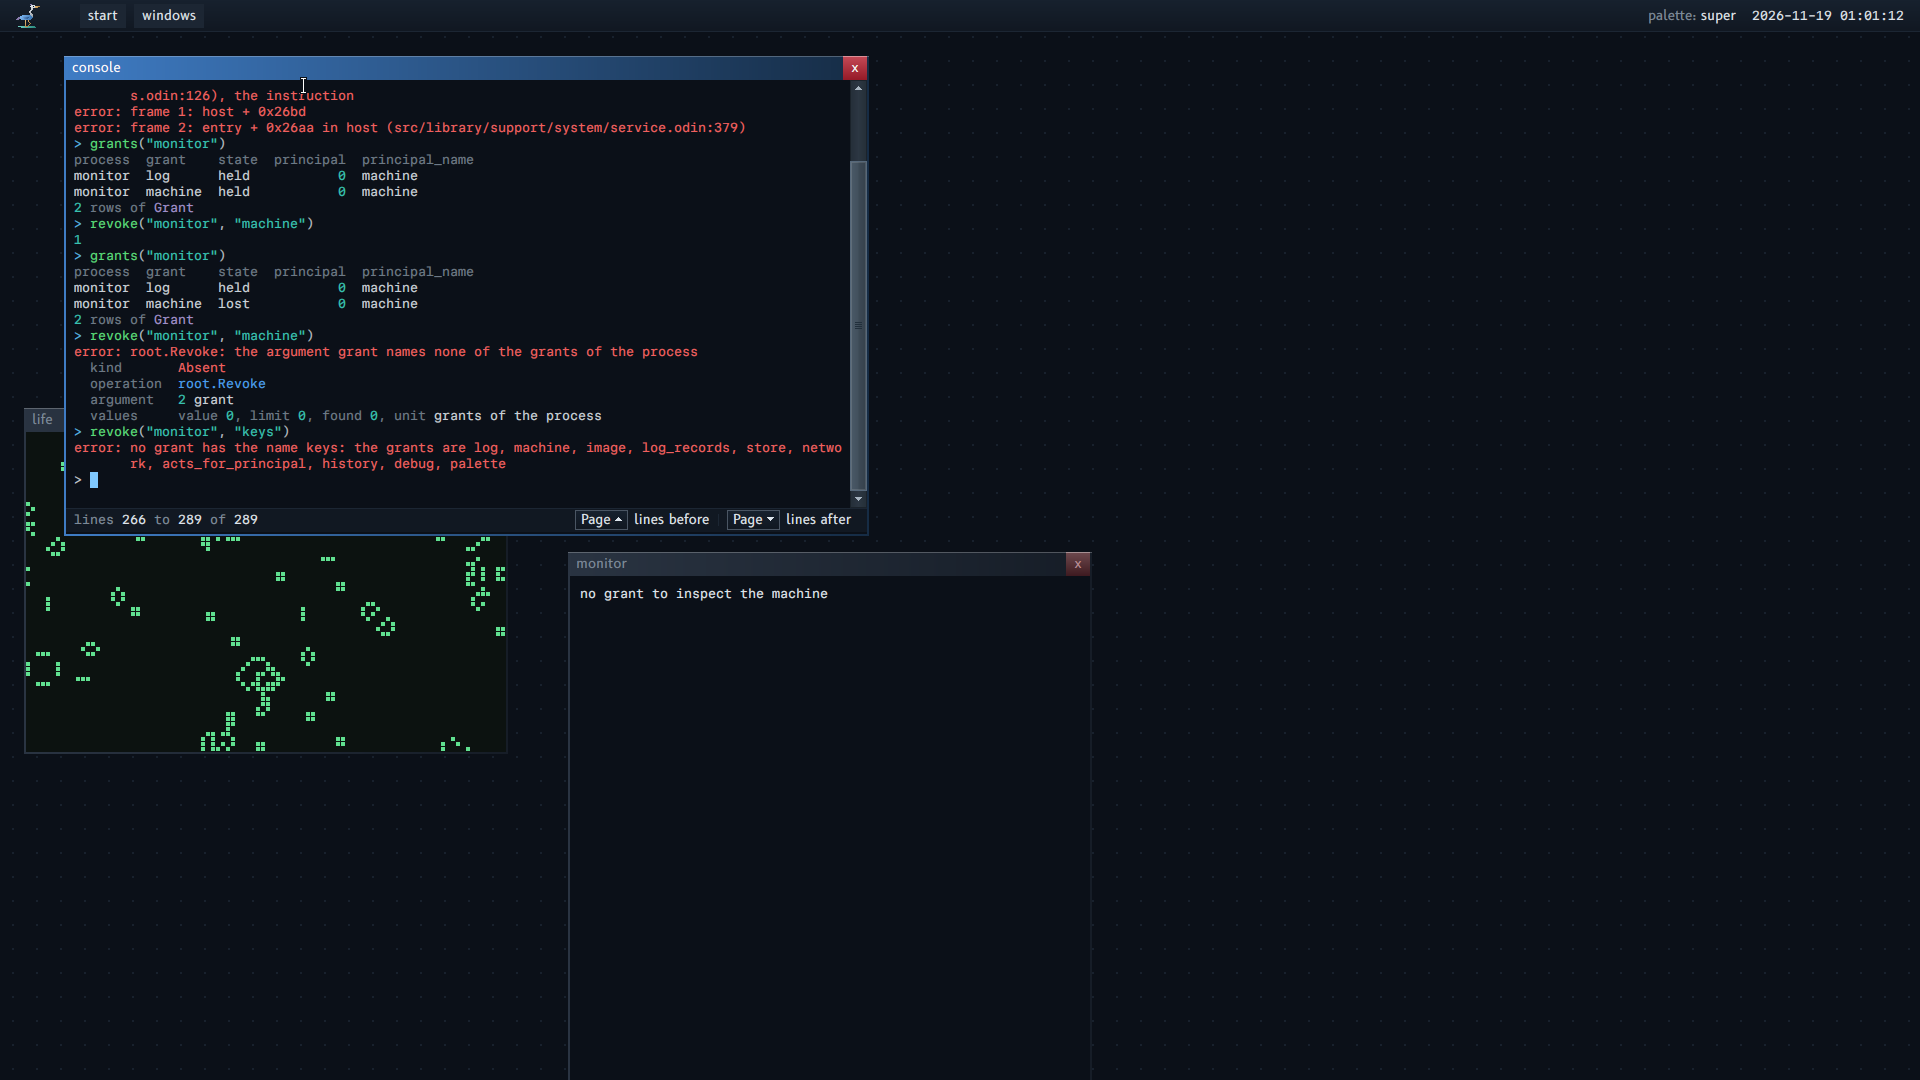 start windows palette: super 2026-11-19 01:01:12
console x
s.odin:126), the instruction
error: frame 1: host + 0x26bd
error: frame 2: entry + 0x26aa in host (src/library/support/system/service.odin:379)
> grants("monitor")
process grant state principal principal_name
monitor log held 0 machine
monitor machine held 0 machine
2 rows of Grant
> revoke("monitor", "machine")
1
> grants("monitor")
process grant state principal principal_name
monitor log held 0 machine
monitor machine lost 0 machine
2 rows of Grant
> revoke("monitor", "machine")
error: root.Revoke: the argument grant names none of the grants of the process
kind Absent
operation root.Revoke
argument 2 grant
values value 0, limit 0, found 0, unit grants of the process
> revoke("monitor", "keys")
error: no grant has the name keys: the grants are log, machine, image, log_records, store, netwo
rk, acts_for_principal, history, debug, palette
>
lines 266 to 289 of 289 Page lines before Page lines after
life
monitor x
no grant to inspect the machine